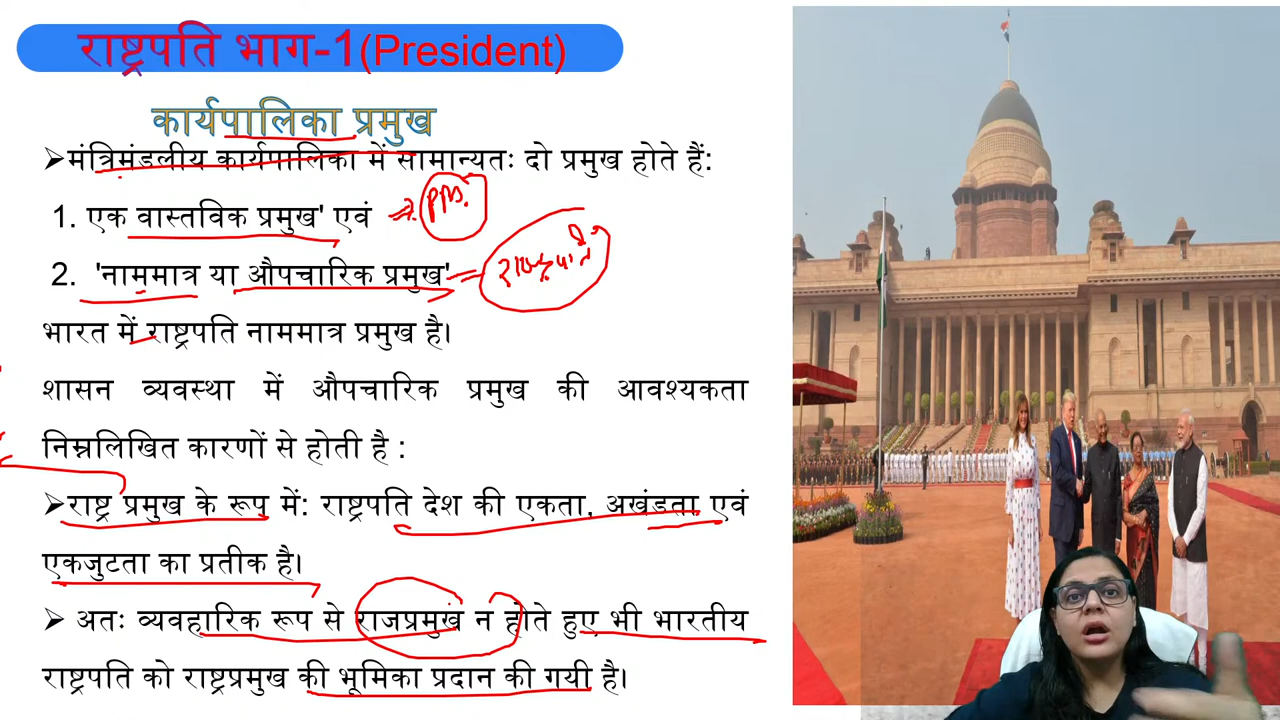 राष्ट्रपति भाग-1(President)
कार्यपालिका प्रमुख
➢मंत्रिमंडलीय कार्यपालिका में सामान्यतः दो प्रमुख होते हैं:
1. एक वास्तविक प्रमुख' एवं ⇒ PM.
2. 'नाममात्र या औपचारिक प्रमुख' = राष्ट्रपति
भारत में राष्ट्रपति नाममात्र प्रमुख है।
शासन व्यवस्था में औपचारिक प्रमुख की आवश्यकता
निम्नलिखित कारणों से होती है :
➢राष्ट्र प्रमुख के रूप में: राष्ट्रपति देश की एकता, अखंडता एवं
एकजुटता का प्रतीक है।
➢ अतः व्यवहारिक रूप से राजप्रमुख न होते हुए भी भारतीय
राष्ट्रपति को राष्ट्रप्रमुख की भूमिका प्रदान की गयी है।